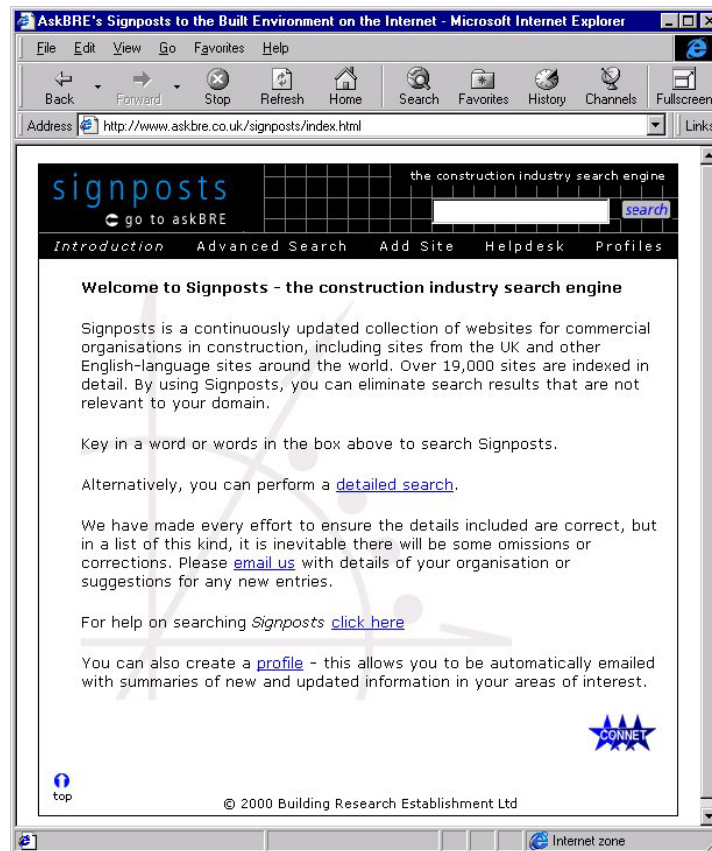 AskBRE's Signposts to the Built Environment on the Internet - Microsoft Internet Explorer
File Edit View Go Favorites Help
Back Forward Stop Refresh Home Search Favorites History Channels Fullscreen
Address http://www.askbre.co.uk/signposts/index.html Links
signposts
the construction industry search engine
go to askBRE
search
Introduction Advanced Search Add Site Helpdesk Profiles
Welcome to Signposts - the construction industry search engine
Signposts is a continuously updated collection of websites for commercial
organisations in construction, including sites from the UK and other
English-language sites around the world. Over 19,000 sites are indexed in
detail. By using Signposts, you can eliminate search results that are not
relevant to your domain.
Key in a word or words in the box above to search Signposts.
Alternatively, you can perform a detailed search.
We have made every effort to ensure the details included are correct, but
in a list of this kind, it is inevitable there will be some omissions or
corrections. Please email us with details of your organisation or
suggestions for any new entries.
For help on searching Signposts click here
You can also create a profile - this allows you to be automatically emailed
with summaries of new and updated information in your areas of interest.
CONNET
top
© 2000 Building Research Establishment Ltd
Internet zone